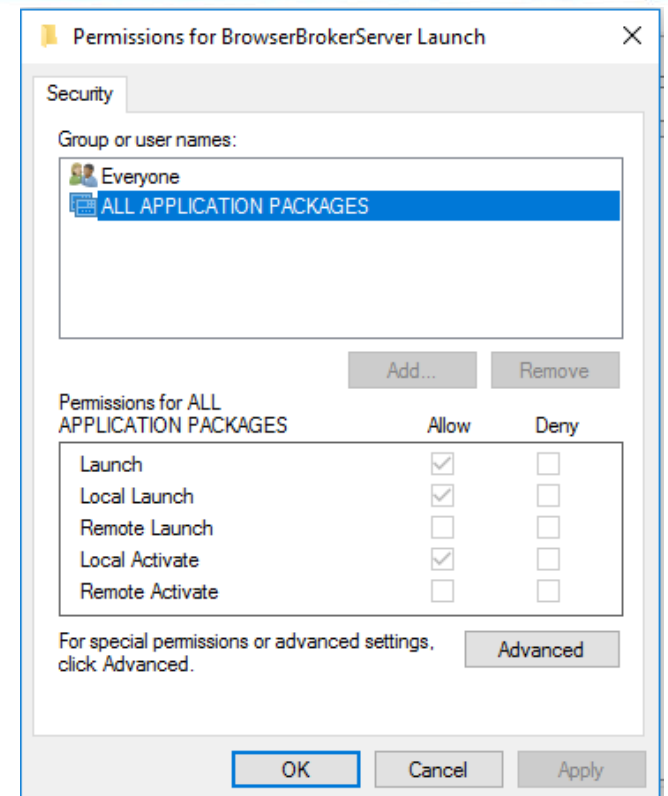 Permissions for BrowserBrokerServer Launch
Security
Group or user names:
Everyone
ALL APPLICATION PACKAGES
Add...
Remove
Permissions for ALL
APPLICATION PACKAGES
Allow
Deny
Launch
Local Launch
Remote Launch
Local Activate
Remote Activate
For special permissions or advanced settings,
click Advanced.
Advanced
OK
Cancel
Apply